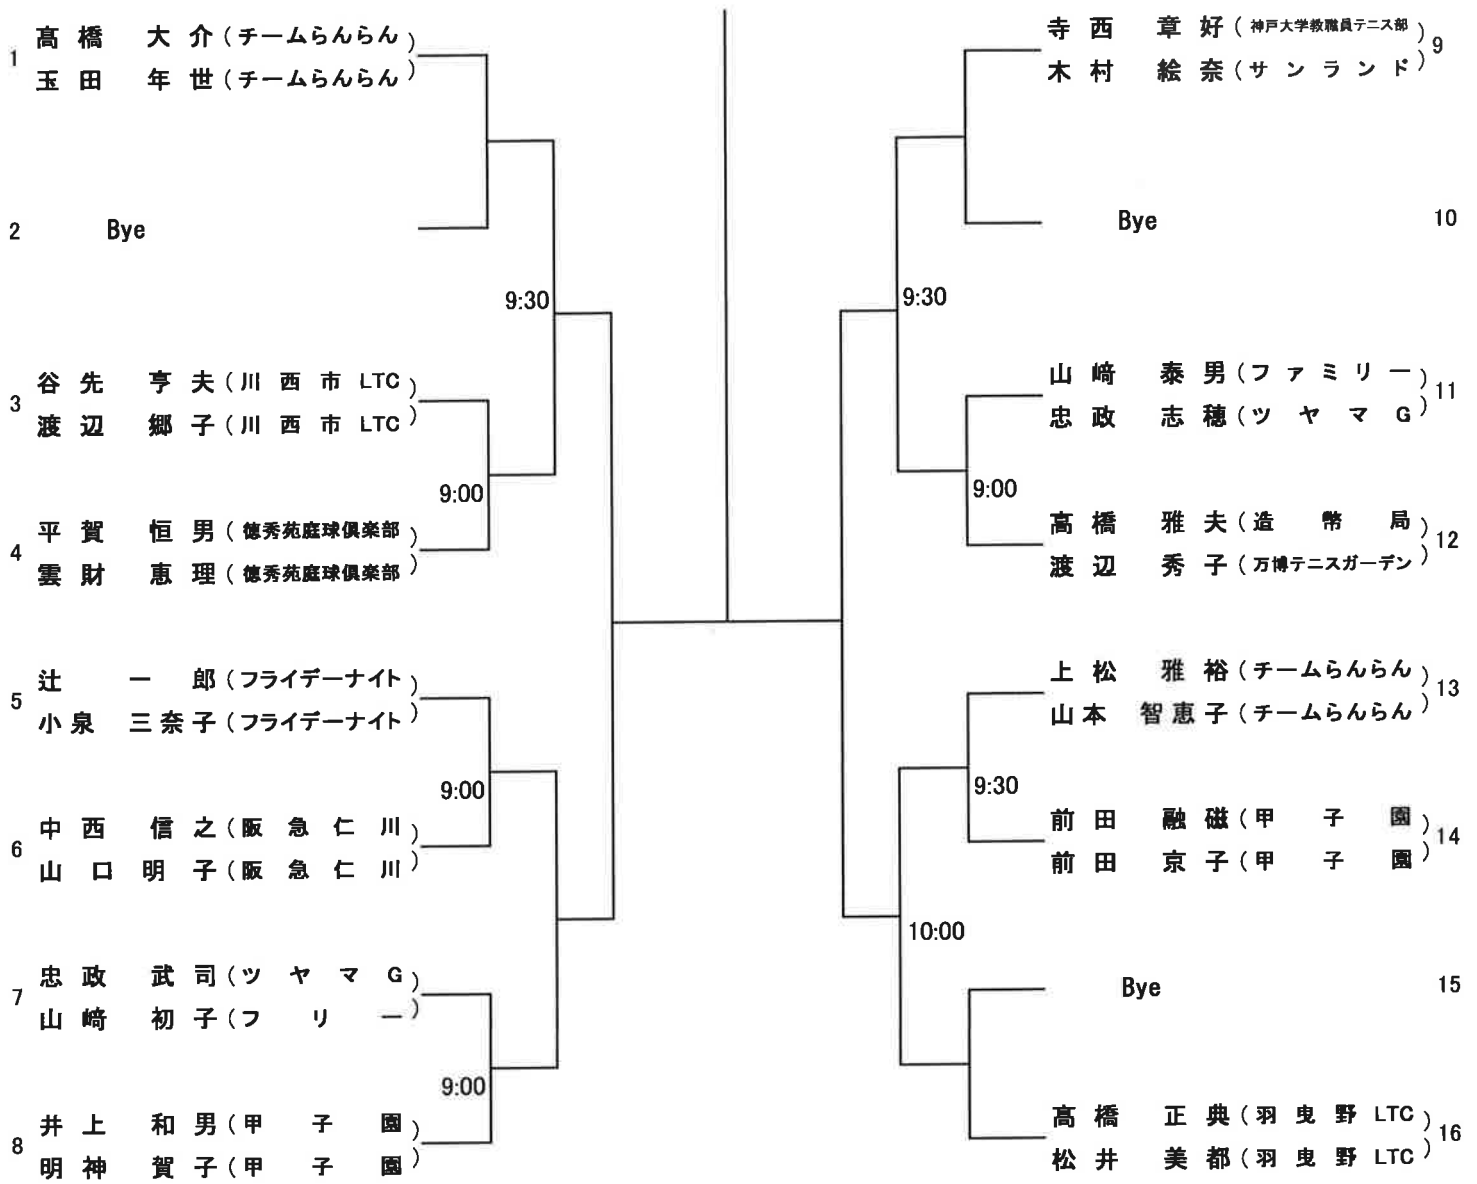 1
髙橋 大介(チームらんらん)
玉田 年世(チームらんらん)
2 Bye
9:30
3
谷先 亨夫(川西市LTC)
渡辺 郷子(川西市LTC)
9:00
4
平賀 恒男(徳秀苑庭球倶楽部)
雲財 恵理(徳秀苑庭球倶楽部)
5
辻 一郎(フライデーナイト)
小泉 三奈子(フライデーナイト)
9:00
6
中西 信之(阪急仁川)
山口 明子(阪急仁川)
7
忠政 武司(ツヤマG)
山﨑 初子(フリー)
9:00
8
井上 和男(甲子園)
明神 賀子(甲子園)
寺西 章好(神戸大学教職員テニス部)
木村 絵奈(サンランド)
9
Bye 10
9:30
山﨑 泰男(ファミリー)
忠政 志穂(ツヤマG)
11
9:00
高橋 雅夫(造幣局)
渡辺 秀子(万博テニスガーデン)
12
上松 雅裕(チームらんらん)
山本 智恵子(チームらんらん)
13
9:30
前田 融磁(甲子園)
前田 京子(甲子園)
14
10:00
Bye 15
高橋 正典(羽曳野LTC)
松井 美都(羽曳野LTC)
16